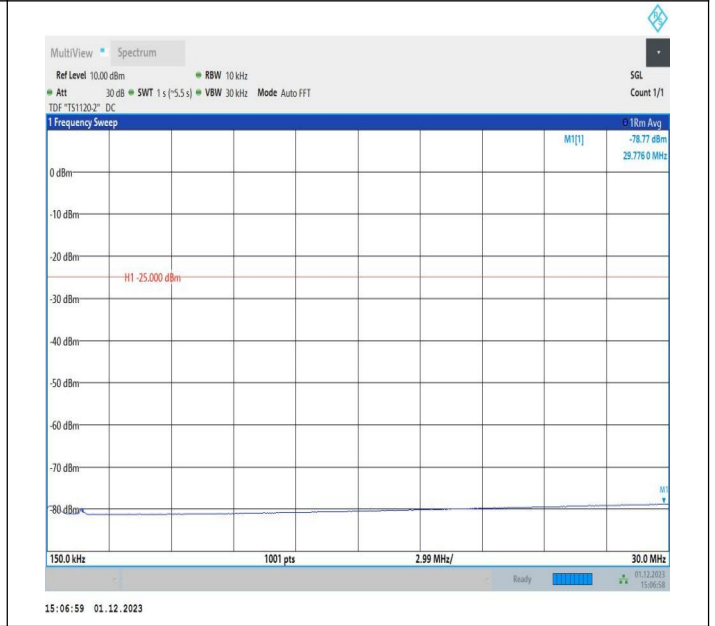 R&S
MultiView Spectrum
Ref Level 10.00 dBm RBW 10 kHz SGL
Att 30 dB SWT 1 s (~5.5 s) VBW 30 kHz Mode Auto FFT Count 1/1
TDF "TS1120-2" DC
1 Frequency Sweep 1Rm Avg
M1[1] -78.77 dBm
29.776 0 MHz
0 dBm
-10 dBm
-20 dBm
H1 -25.000 dBm
-30 dBm
-40 dBm
-50 dBm
-60 dBm
-70 dBm
M1
-80 dBm
150.0 kHz 1001 pts 2.99 MHz/ 30.0 MHz
Ready 01.12.2023
15:06:58
15:06:59 01.12.2023